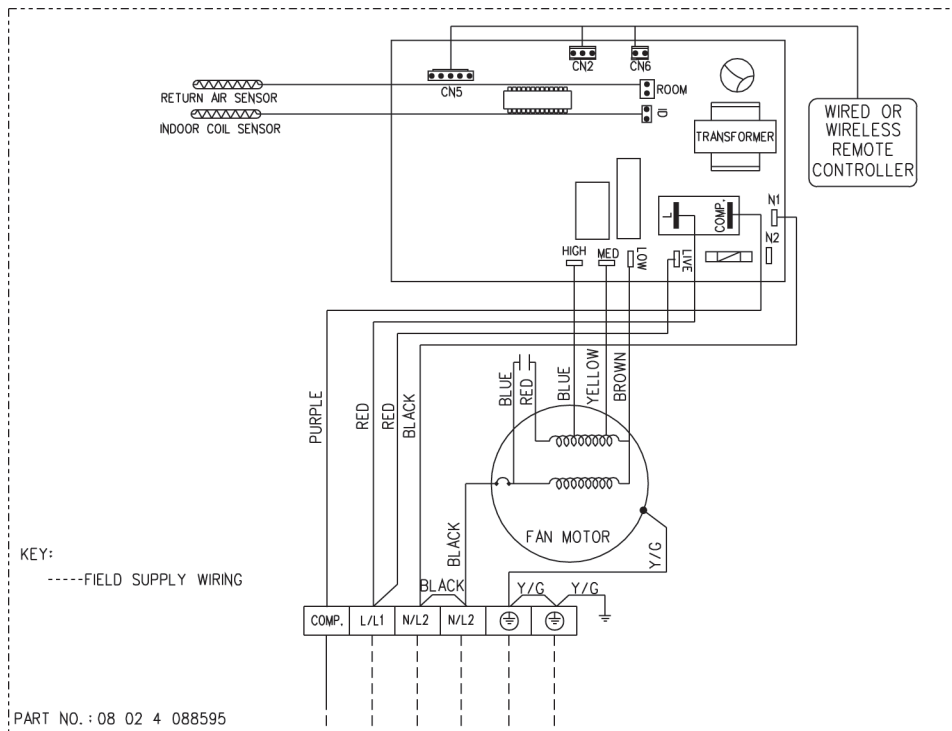 CN5
CN2
CN6
RETURN AIR SENSOR
ROOM
INDOOR COIL SENSOR
ID
TRANSFORMER
WIRED OR
WIRELESS
REMOTE
CONTROLLER
L
COMP.
N1
N2
HIGH
MED
LOW
LIVE
PURPLE
RED
RED
BLACK
BLUE
RED
BLUE
YELLOW
BROWN
FAN MOTOR
BLACK
Y/G
KEY:
-----FIELD SUPPLY WIRING
BLACK
Y/G
Y/G
COMP.
L/L1
N/L2
N/L2
PART NO.: 08 02 4 088595